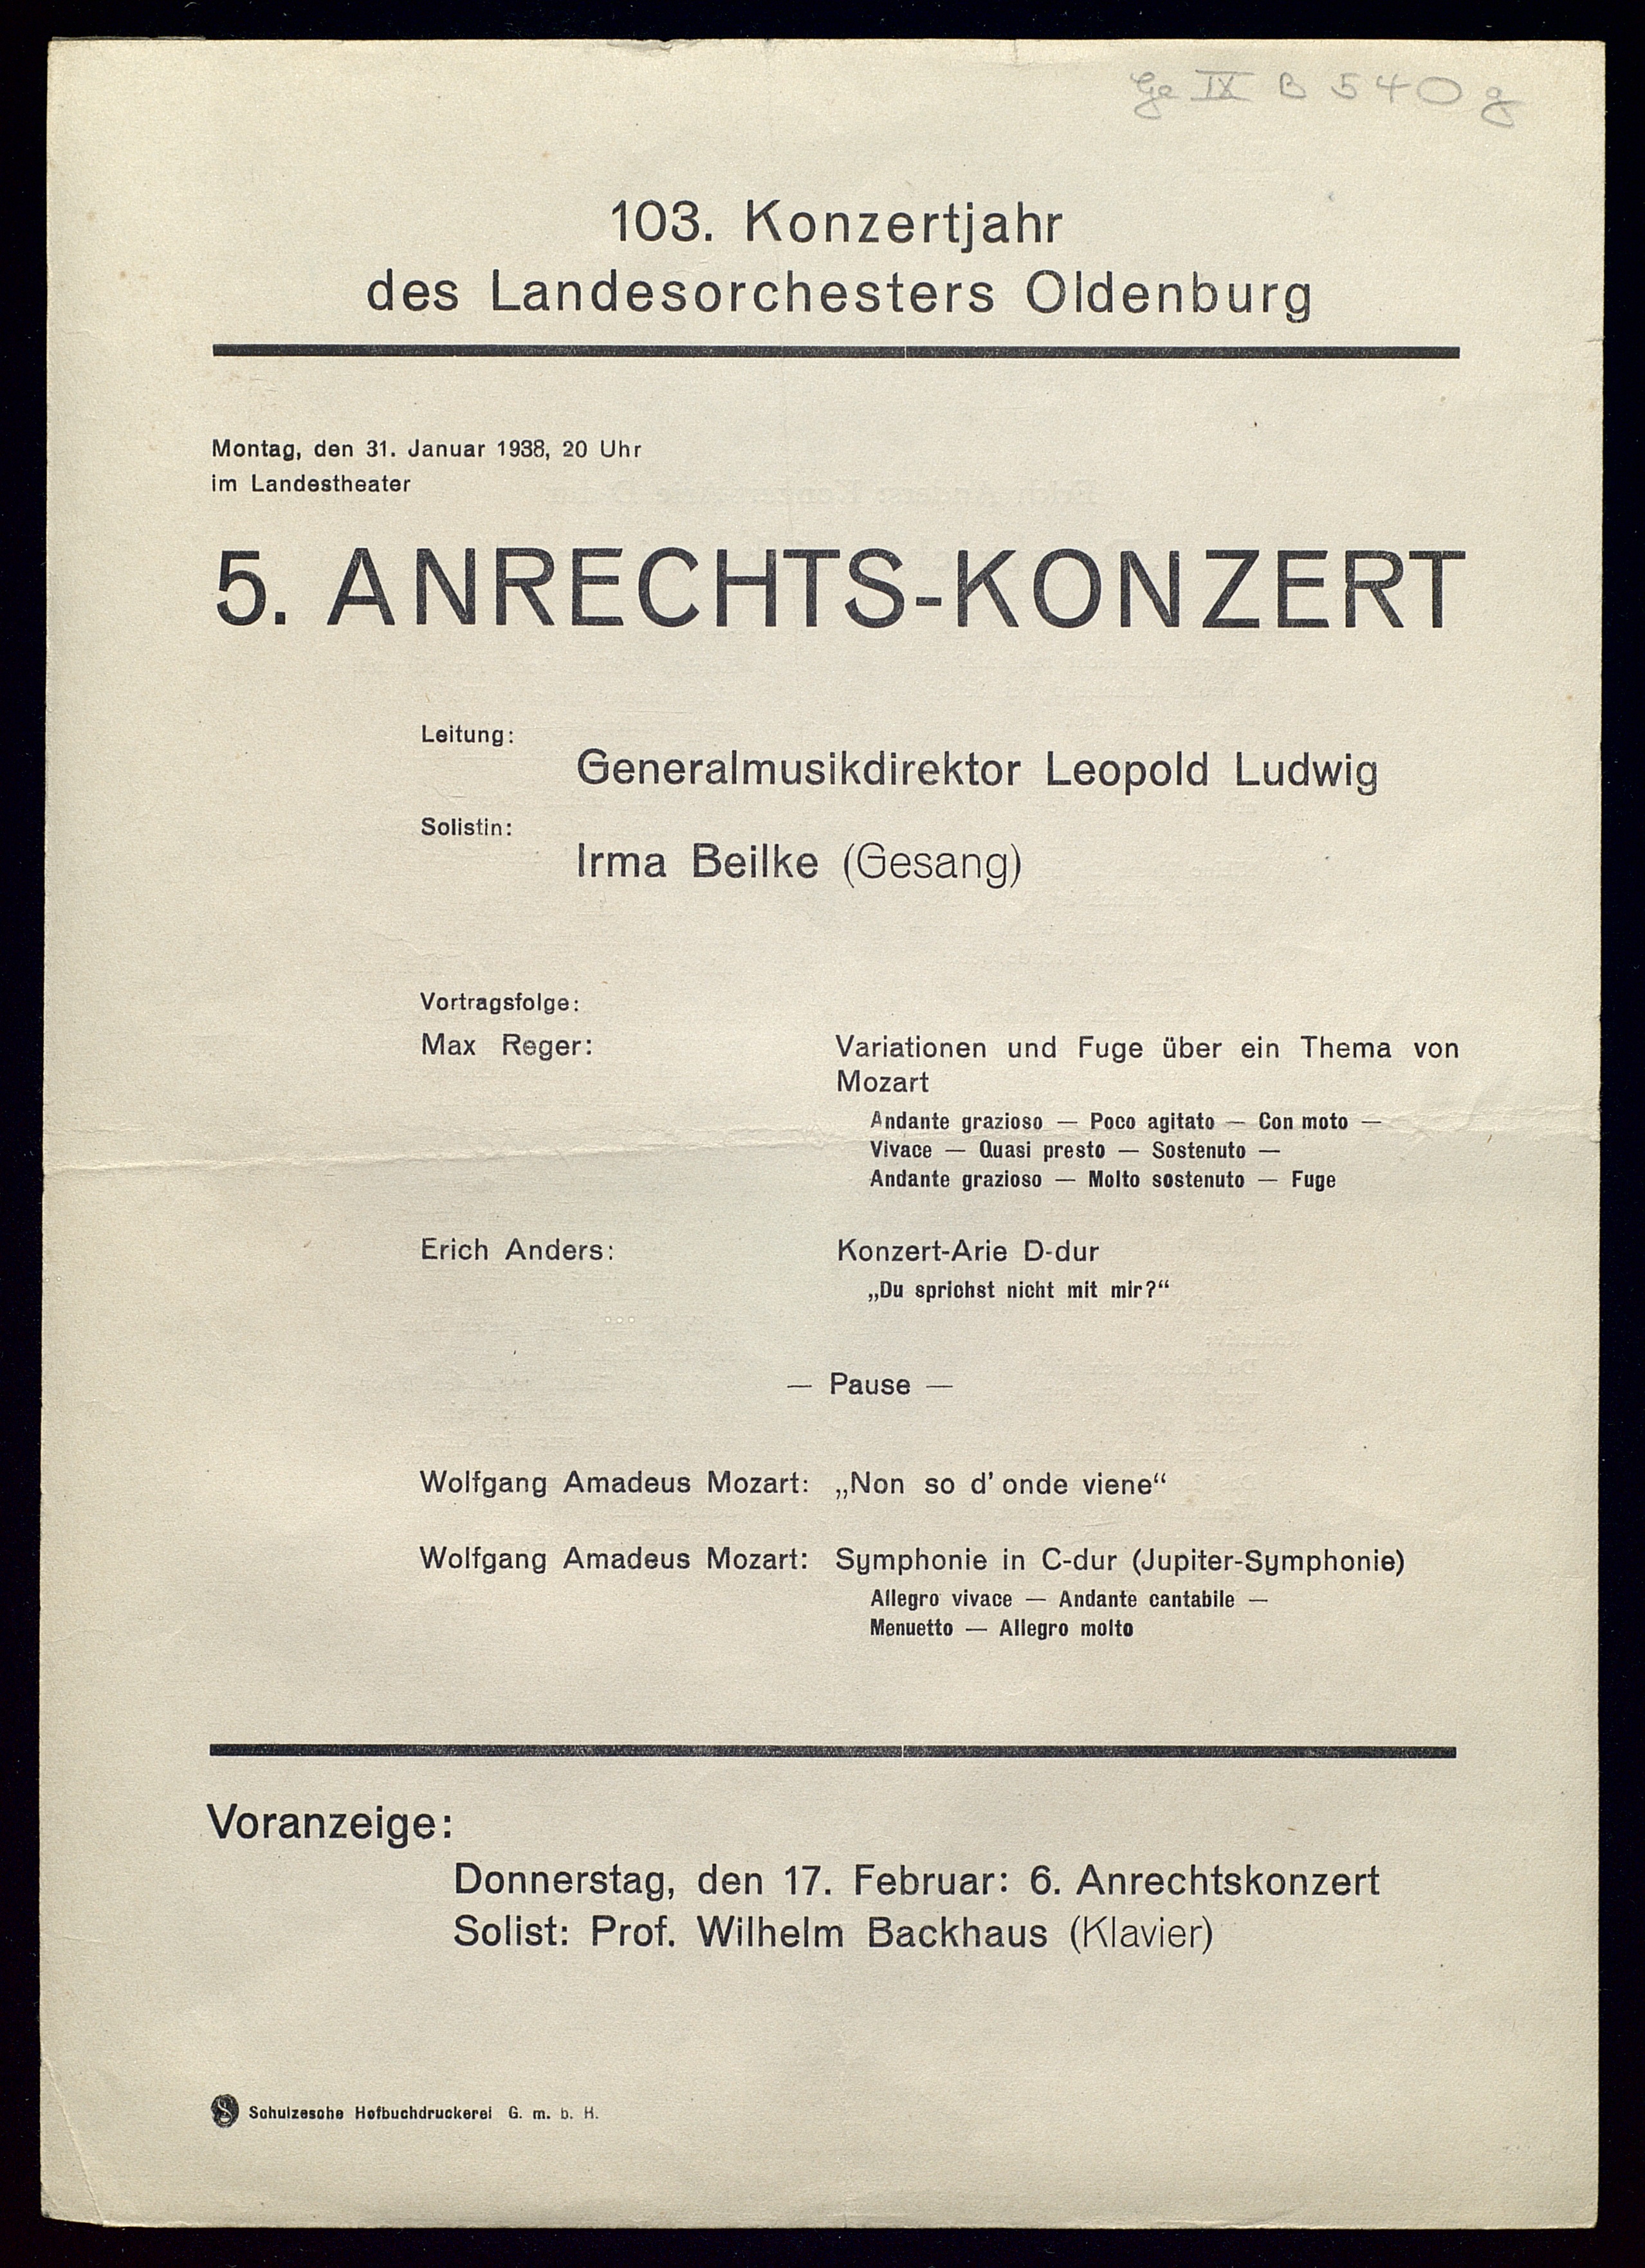 Ge IX B 540 g
103. Konzertjahr
des Landesorchesters Oldenburg
Montag, den 31. Januar 1938, 20 Uhr
im Landestheater
5. ANRECHTS-KONZERT
Leitung:
Generalmusikdirektor Leopold Ludwig
Solistin:
Irma Beilke (Gesang)
Vortragsfolge:
Max Reger: Variationen und Fuge über ein Thema von
Mozart
Andante grazioso — Poco agitato — Con moto —
Vivace — Quasi presto — Sostenuto —
Andante grazioso — Molto sostenuto — Fuge
Erich Anders: Konzert-Arie D-dur
„Du sprichst nicht mit mir?“
— Pause —
Wolfgang Amadeus Mozart: „Non so d' onde viene“
Wolfgang Amadeus Mozart: Symphonie in C-dur (Jupiter-Symphonie)
Allegro vivace — Andante cantabile —
Menuetto — Allegro molto
Voranzeige:
Donnerstag, den 17. Februar: 6. Anrechtskonzert
Solist: Prof. Wilhelm Backhaus (Klavier)
Schulzesche Hofbuchdruckerei G. m. b. H.